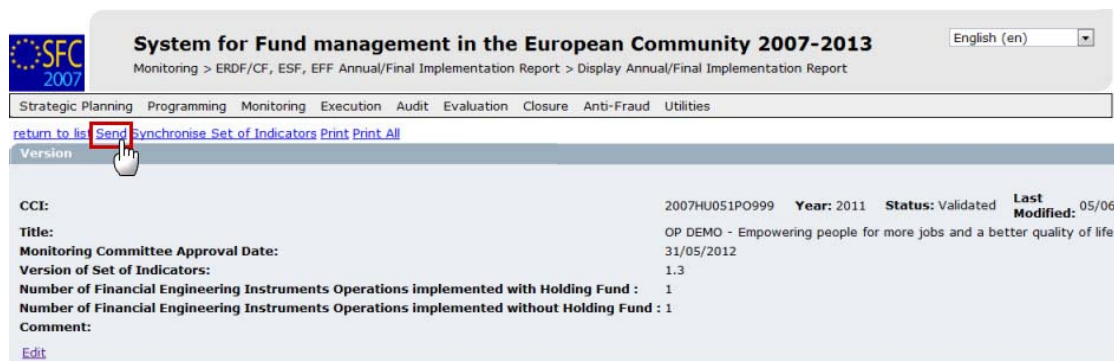 SFC
2007
System for Fund management in the European Community 2007-2013
English (en)
Monitoring > ERDF/CF, ESF, EFF Annual/Final Implementation Report > Display Annual/Final Implementation Report
Strategic Planning Programming Monitoring Execution Audit Evaluation Closure Anti-Fraud Utilities
return to list Send Synchronise Set of Indicators Print Print All
Version
CCI: 2007HU051PO999 Year: 2011 Status: Validated Last Modified: 05/06
Title: OP DEMO - Empowering people for more jobs and a better quality of life
Monitoring Committee Approval Date: 31/05/2012
Version of Set of Indicators: 1.3
Number of Financial Engineering Instruments Operations implemented with Holding Fund : 1
Number of Financial Engineering Instruments Operations implemented without Holding Fund : 1
Comment:
Edit